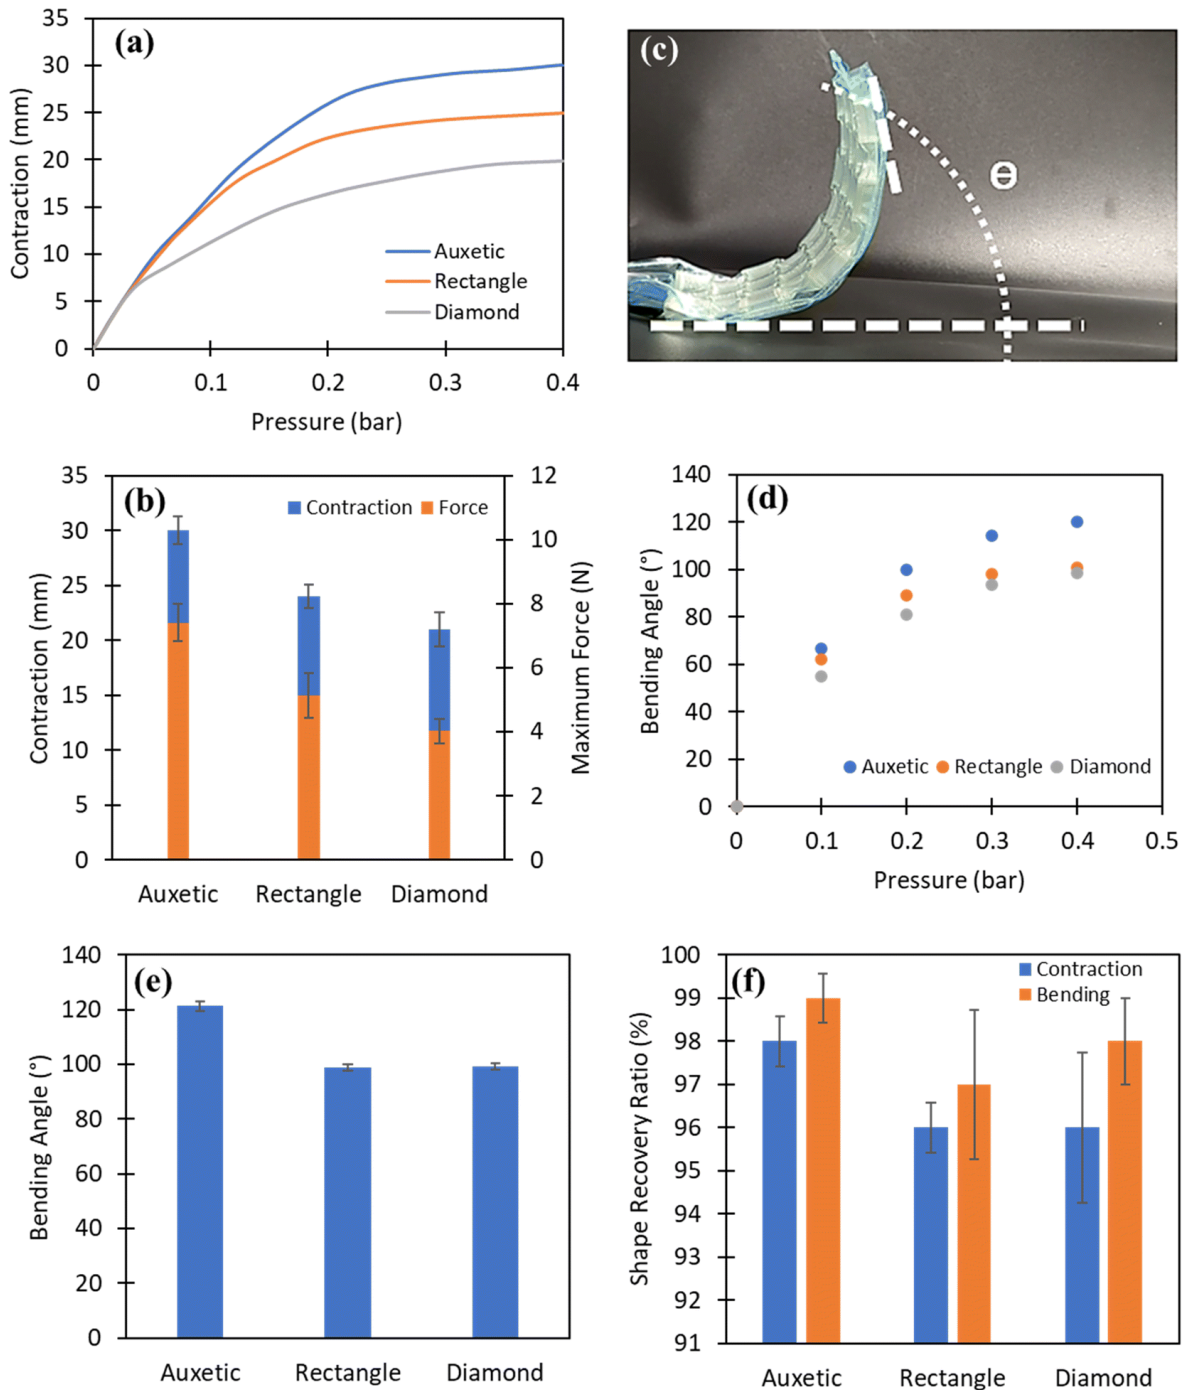 (a)
Contraction (mm)
35
30
25
20
15
10
5
0
Auxetic
Rectangle
Diamond
0 0.1 0.2 0.3 0.4
Pressure (bar)
(c)
Θ
(b)
Contraction Force
Contraction (mm)
35
30
25
20
15
10
5
0
Maximum Force (N)
12
10
8
6
4
2
0
Auxetic Rectangle Diamond
(d)
Bending Angle (°)
140
120
100
80
60
40
20
0
Auxetic Rectangle Diamond
0 0.1 0.2 0.3 0.4 0.5
Pressure (bar)
(e)
Bending Angle (°)
140
120
100
80
60
40
20
0
Auxetic Rectangle Diamond
(f)
Contraction
Bending
Shape Recovery Ratio (%)
100
99
98
97
96
95
94
93
92
91
Auxetic Rectangle Diamond